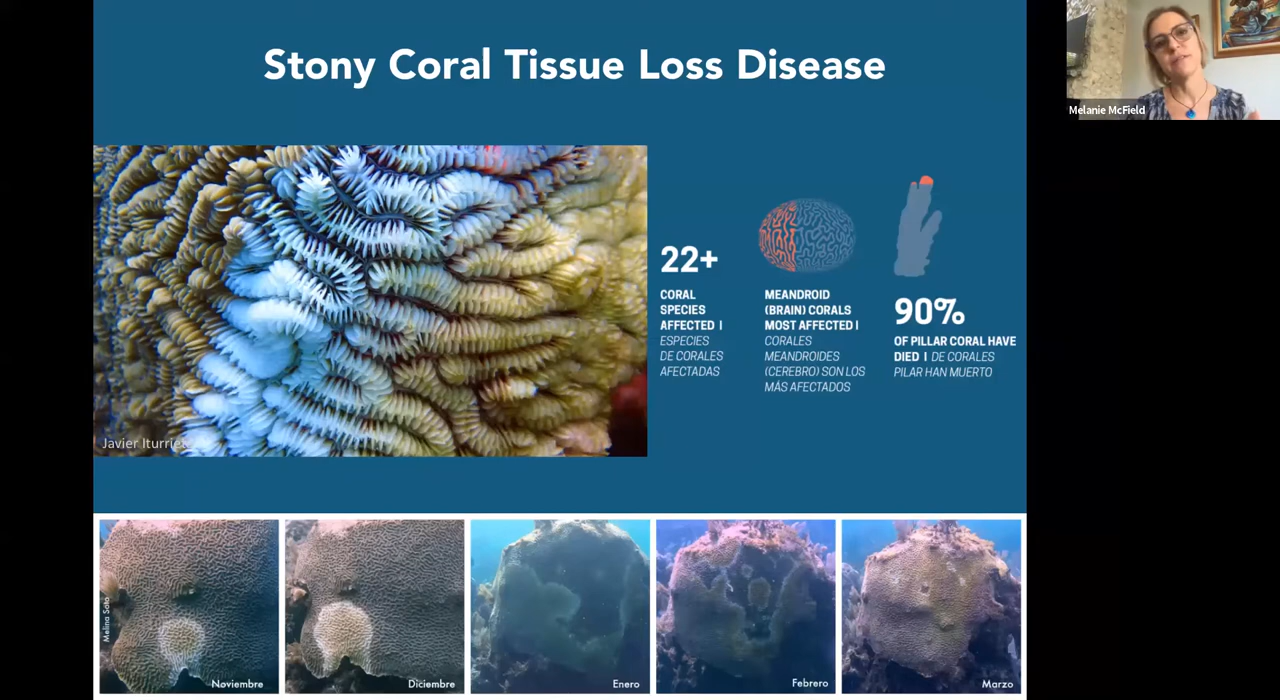 Stony Coral Tissue Loss Disease
Melanie McField
22+
CORAL
SPECIES
AFFECTED |
ESPECIES
DE CORALES
AFECTADAS
MEANDROID
(BRAIN) CORALS
MOST AFFECTED |
CORALES
MEANDROIDES
(CEREBRO) SON LOS
MÁS AFECTADOS
90%
OF PILLAR CORAL HAVE
DIED | DE CORALES
PILAR HAN MUERTO
Javier
Melina Soto
Noviembre
Diciembre
Enero
Febrero
Marzo